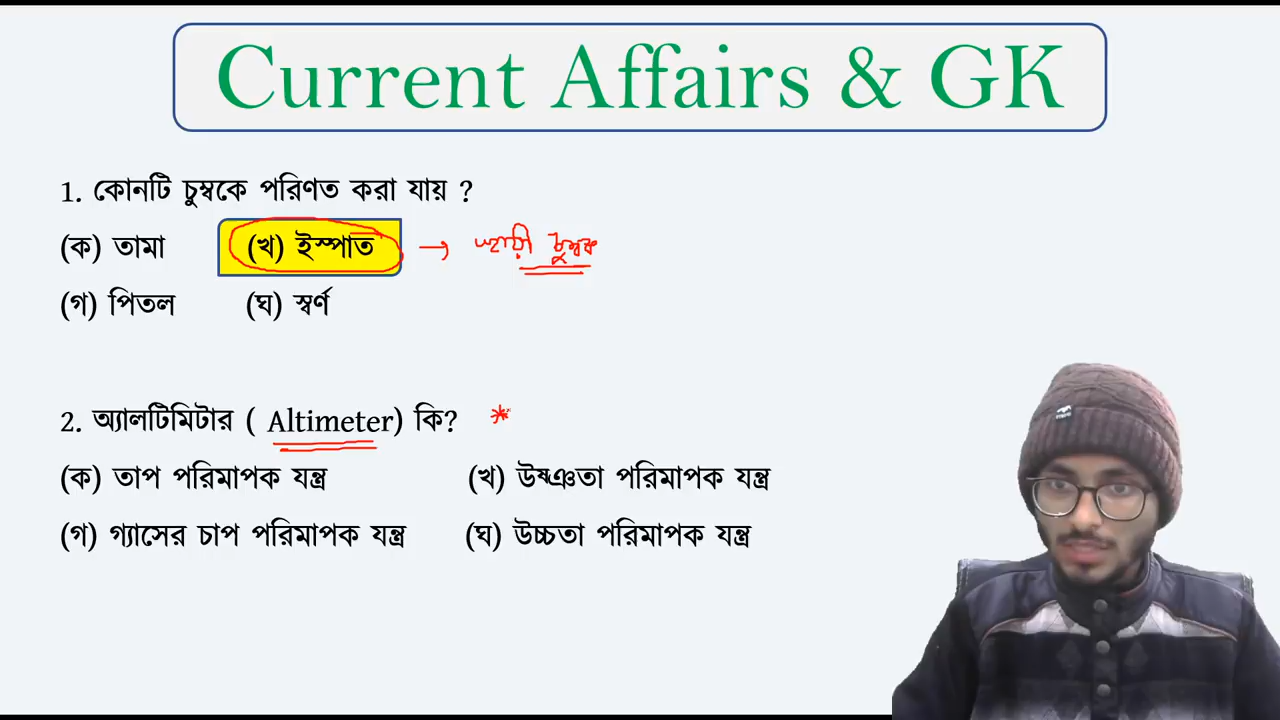 Current Affairs & GK
1. কোনটি চুম্বকে পরিণত করা যায় ?
(ক) তামা (খ) ইস্পাত → স্থায়ী চুম্বক
(গ) পিতল (ঘ) স্বর্ণ
2. অ্যালটিমিটার ( Altimeter) কি? *
(ক) তাপ পরিমাপক যন্ত্র (খ) উষ্ণতা পরিমাপক যন্ত্র
(গ) গ্যাসের চাপ পরিমাপক যন্ত্র (ঘ) উচ্চতা পরিমাপক যন্ত্র